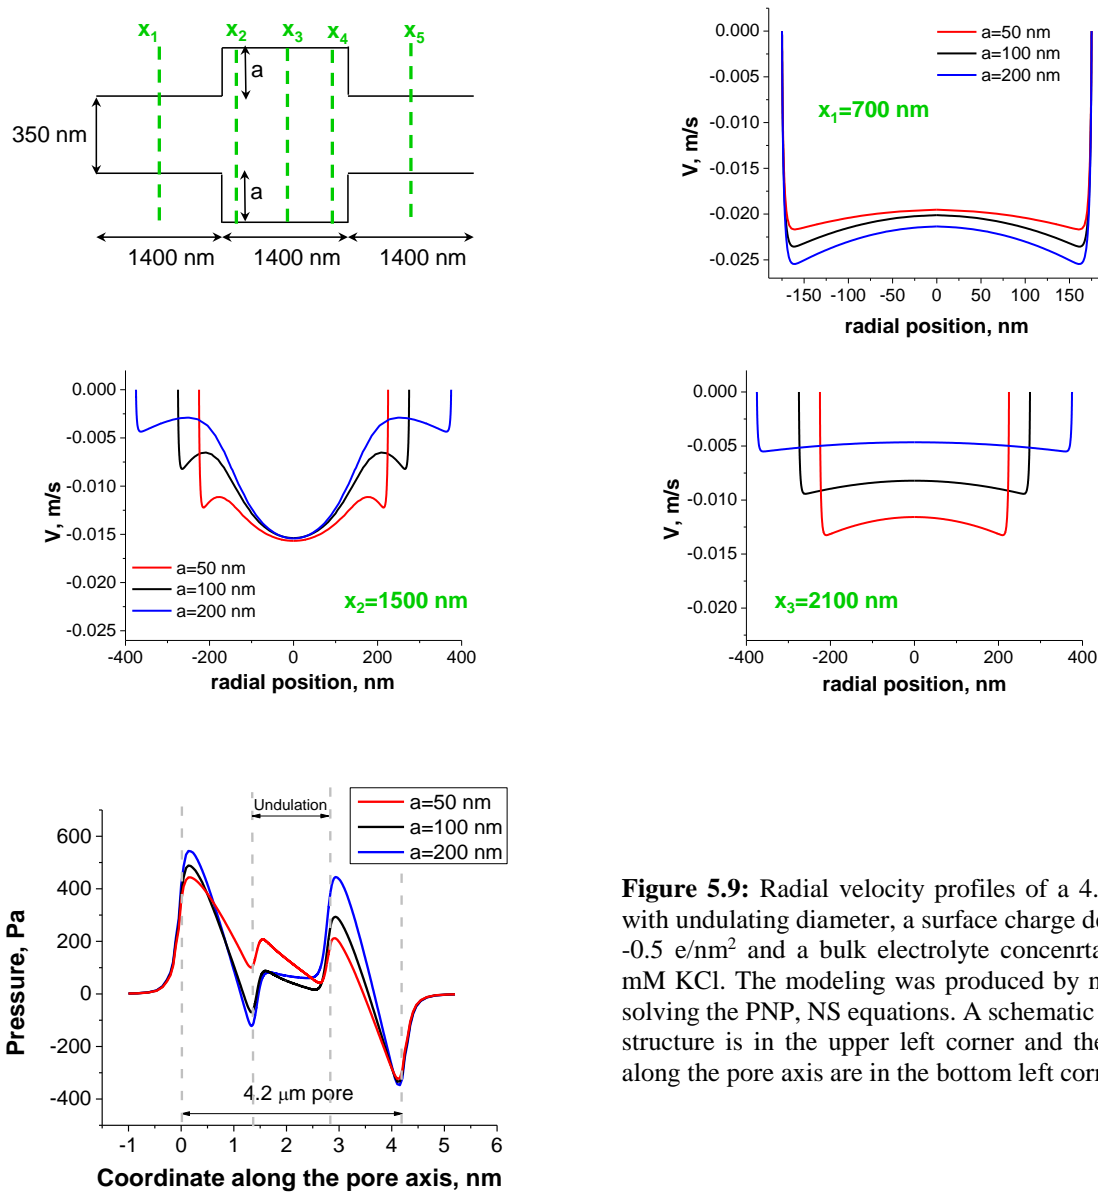 x1
x2
x3
x4
x5
a
350 nm
a
1400 nm
1400 nm
1400 nm
0.000
-0.005
-0.010
-0.015
-0.020
-0.025
V, m/s
a=50 nm
a=100 nm
a=200 nm
x1=700 nm
-150 -100 -50 0 50 100 150
radial position, nm
0.000
-0.005
-0.010
-0.015
-0.020
-0.025
V, m/s
a=50 nm
a=100 nm
a=200 nm
x2=1500 nm
-400 -200 0 200 400
radial position, nm
0.000
-0.005
-0.010
-0.015
-0.020
V, m/s
x3=2100 nm
-400 -200 0 200 400
radial position, nm
600
400
200
0
-200
-400
Pressure, Pa
Undulation
a=50 nm
a=100 nm
a=200 nm
4.2 μm pore
-1 0 1 2 3 4 5 6
Coordinate along the pore axis, nm
Figure 5.9: Radial velocity profiles of a 4.
with undulating diameter, a surface charge de
-0.5 e/nm2 and a bulk electrolyte concenrta
mM KCl. The modeling was produced by n
solving the PNP, NS equations. A schematic
structure is in the upper left corner and the
along the pore axis are in the bottom left corn